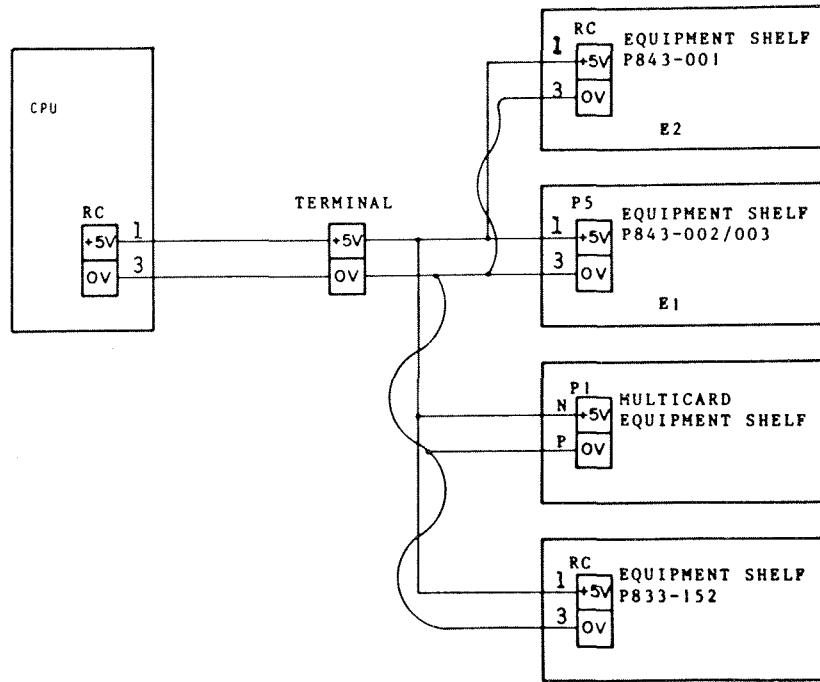 CPU
RC
+5V
1
0V
3
TERMINAL
+5V
0V
RC
1
+5V
3
0V
EQUIPMENT SHELF
P843-001
E2
P5
1
+5V
3
0V
EQUIPMENT SHELF
P843-002/003
E1
P1
N
+5V
P
0V
MULTICARD
EQUIPMENT SHELF
RC
1
+5V
3
0V
EQUIPMENT SHELF
P833-152